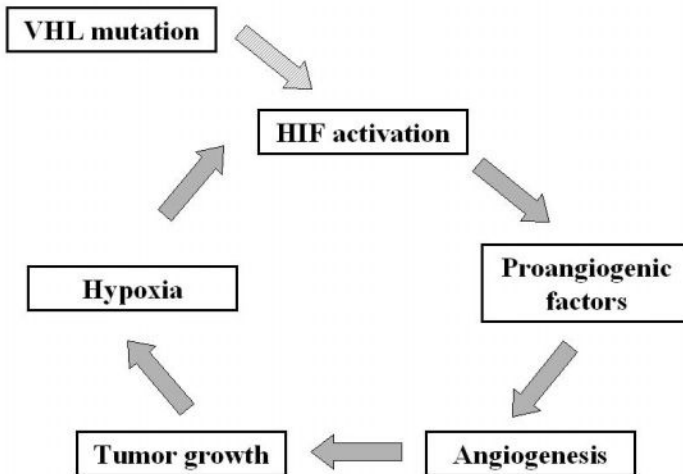 VHL mutation
HIF activation
Proangiogenic
factors
Hypoxia
Tumor growth
Angiogenesis